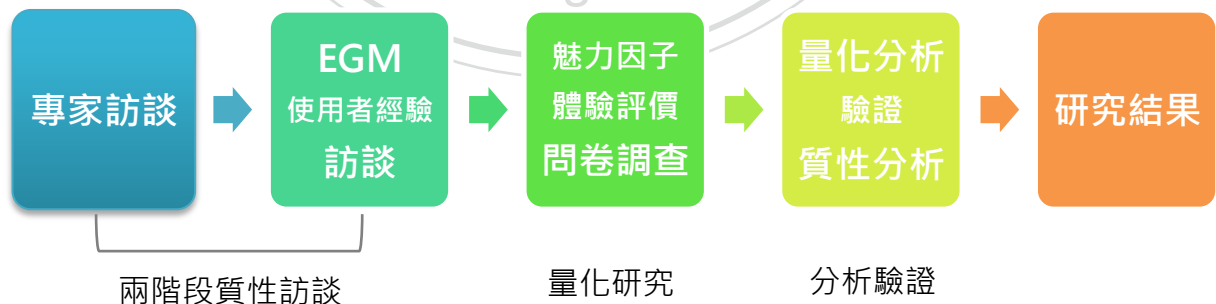 專家訪談
EGM
使用者經驗
訪談
魅力因子
體驗評價
問卷調查
量化分析
驗證
質性分析
研究結果
兩階段質性訪談
量化研究
分析驗證